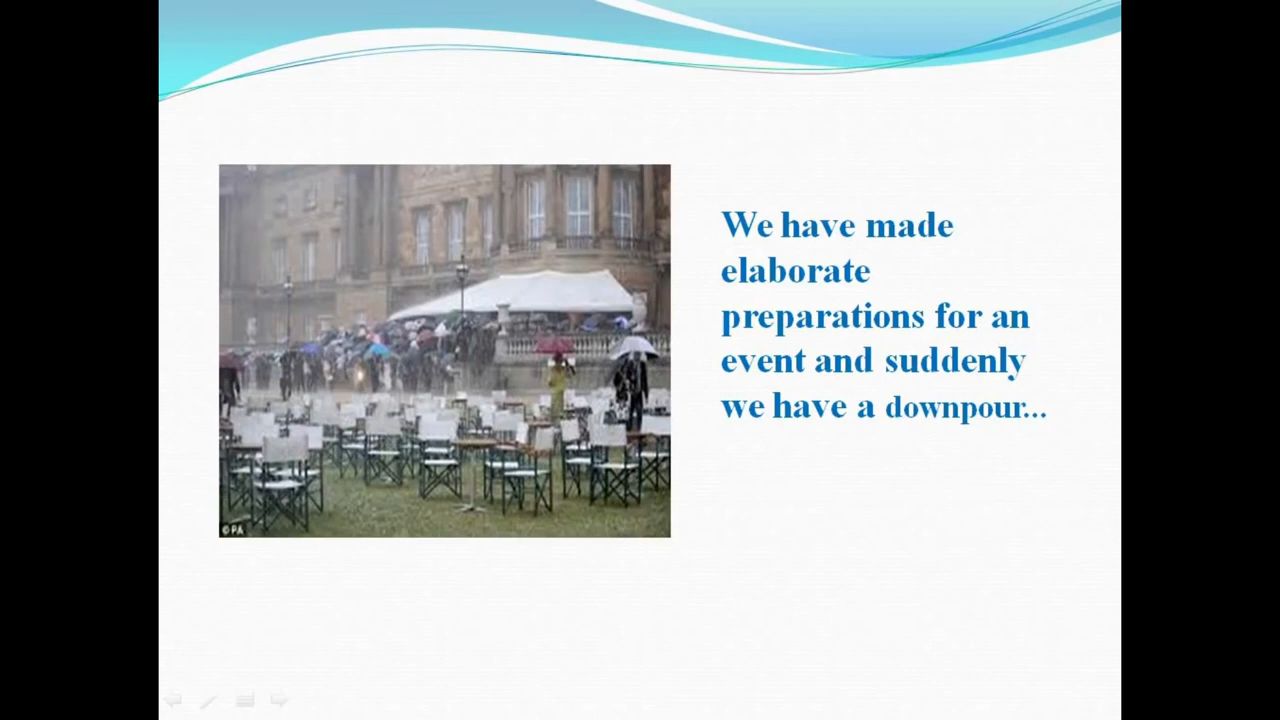 We have made
elaborate
preparations for an
event and suddenly
we have a downpour...
© PA